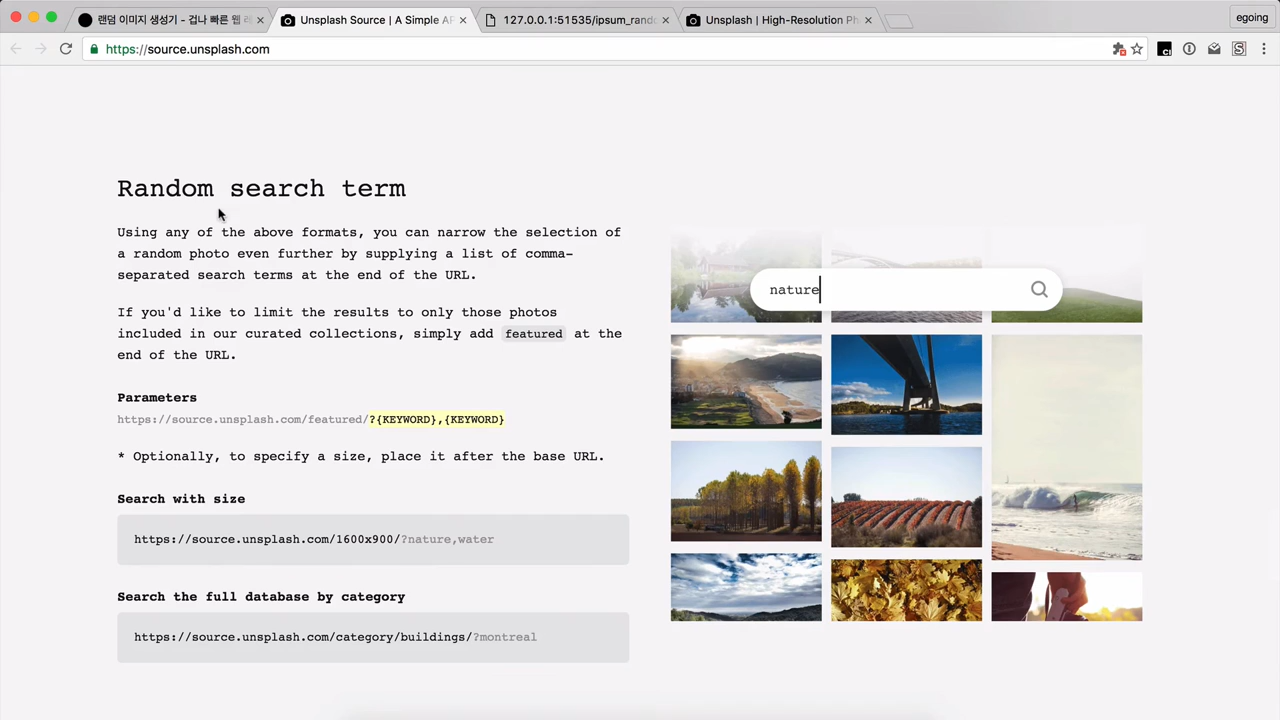 랜덤 이미지 생성기 - 겁나 빠른 웹 레
Unsplash Source | A Simple AP
127.0.0.1:51535/ipsum_rando
Unsplash | High-Resolution Ph
egoing
https://source.unsplash.com
Random search term
Using any of the above formats, you can narrow the selection of
a random photo even further by supplying a list of comma-
separated search terms at the end of the URL.
If you'd like to limit the results to only those photos
included in our curated collections, simply add featured at the
end of the URL.
Parameters
https://source.unsplash.com/featured/?{KEYWORD},{KEYWORD}
* Optionally, to specify a size, place it after the base URL.
Search with size
https://source.unsplash.com/1600x900/?nature,water
Search the full database by category
https://source.unsplash.com/category/buildings/?montreal
nature